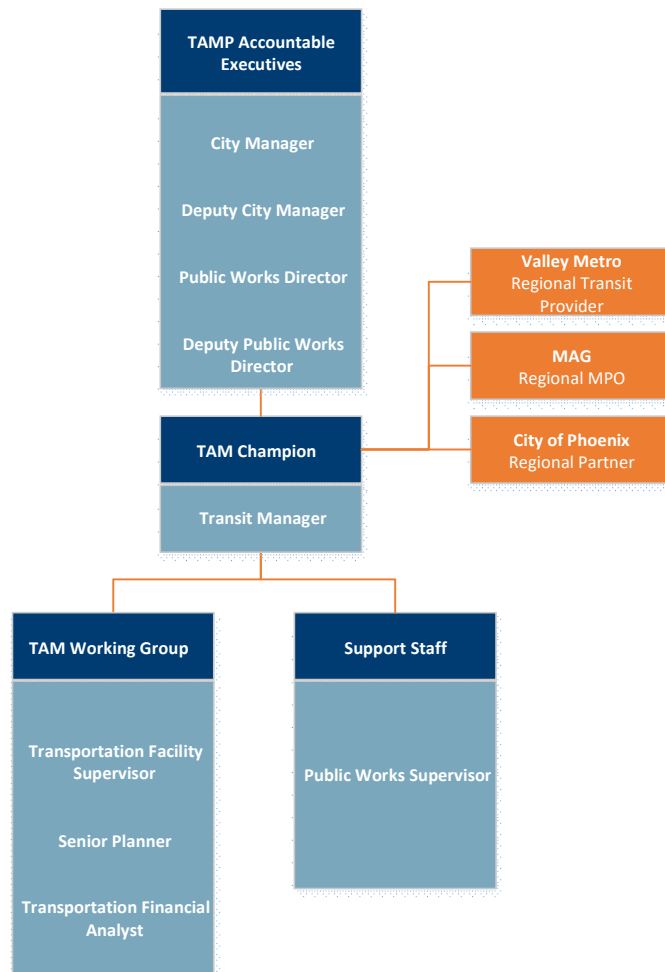 TAMP Accountable
Executives
City Manager
Deputy City Manager
Public Works Director
Deputy Public Works
Director
Valley Metro
Regional Transit
Provider
MAG
Regional MPO
City of Phoenix
Regional Partner
TAM Champion
Transit Manager
TAM Working Group
Transportation Facility
Supervisor
Senior Planner
Transportation Financial
Analyst
Support Staff
Public Works Supervisor